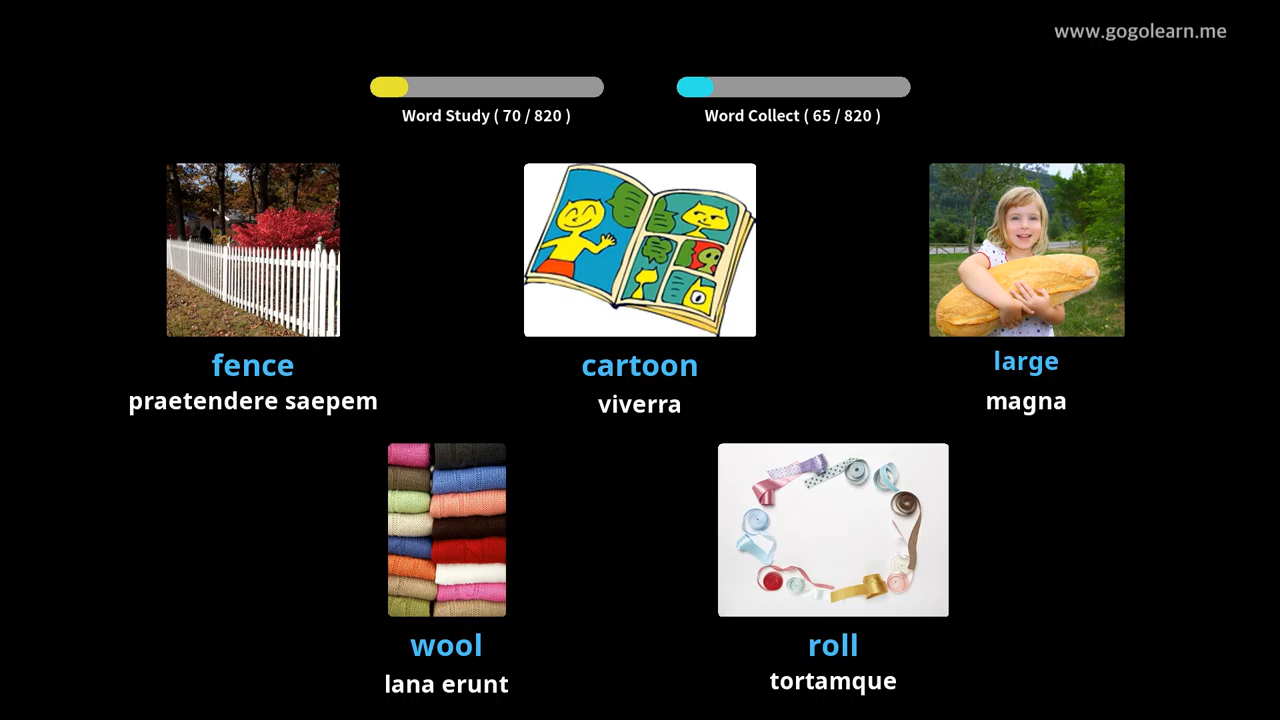 www.gogolearn.me
Word Study ( 70 / 820 )
Word Collect ( 65 / 820 )
fence
praetendere saepem
cartoon
viverra
large
magna
wool
lana erunt
roll
tortamque